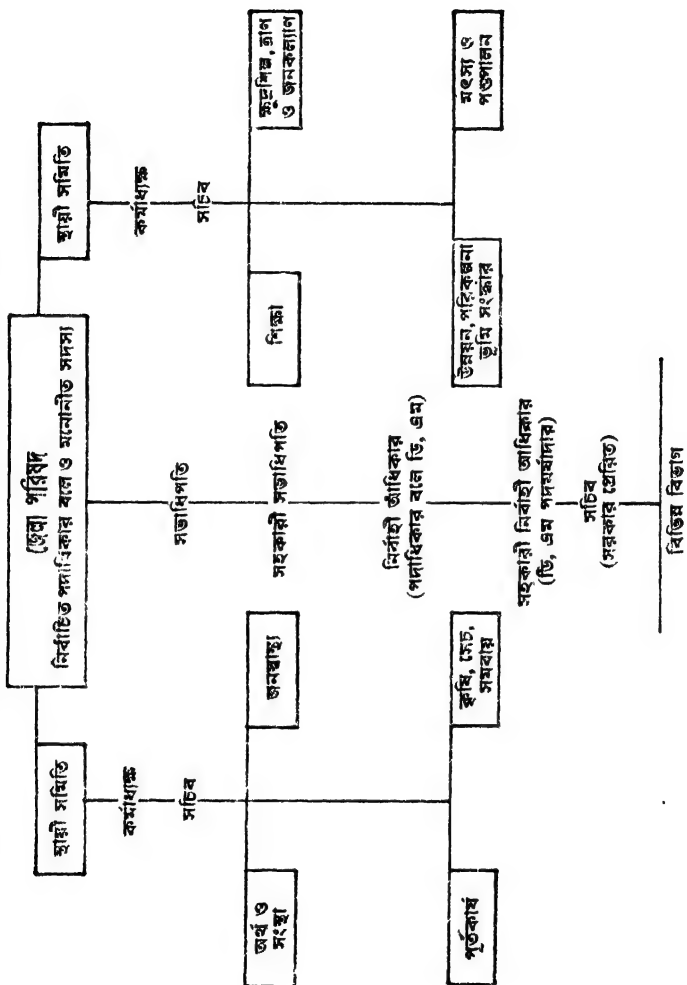 জেলা পরিষদ
নির্বাচিত পদাধিকার বলে ও মনোনীত সদস্য
স্থায়ী সমিতি
কর্মাধ্যক্ষ
সচিব
অর্থ ও
সংস্থা
জনস্বাস্থ্য
পূর্তকার্য
কৃষি, সেচ,
সমবায়
সভাধিপতি
সহকারী সভাধিপতি
নির্বাহী আধিকার
(পদাধিকার বলে ডি, এম)
সহকারী নির্বাহী আধিকার
(ডি, এম পদমর্যাদার)
সচিব
(সরকার প্রেরিত)
বিভিন্ন বিভাগ
স্থায়ী সমিতি
কর্মাধ্যক্ষ
সচিব
শিক্ষা
ক্ষুদ্রশিল্প, ত্রাণ
ও জনকল্যাণ
উন্নয়ন, পরিকল্পনা
ভূমি সংস্কার
মৎস্য ও
পশুপালন